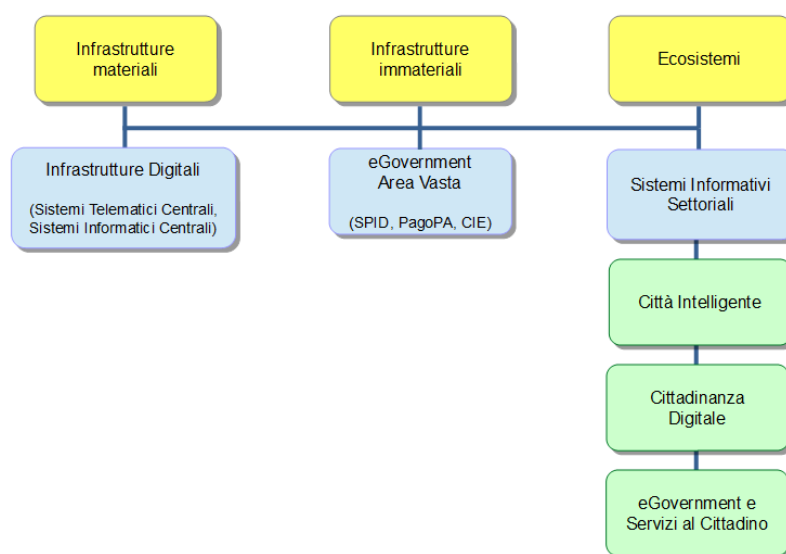 Infrastrutture
materiali
Infrastrutture
immateriali
Ecosistemi
Infrastrutture Digitali
(Sistemi Telematici Centrali,
Sistemi Informatici Centrali)
eGovernment
Area Vasta
(SPID, PagoPA, CIE)
Sistemi Informativi
Settoriali
Città Intelligente
Cittadinanza
Digitale
eGovernment e
Servizi al Cittadino